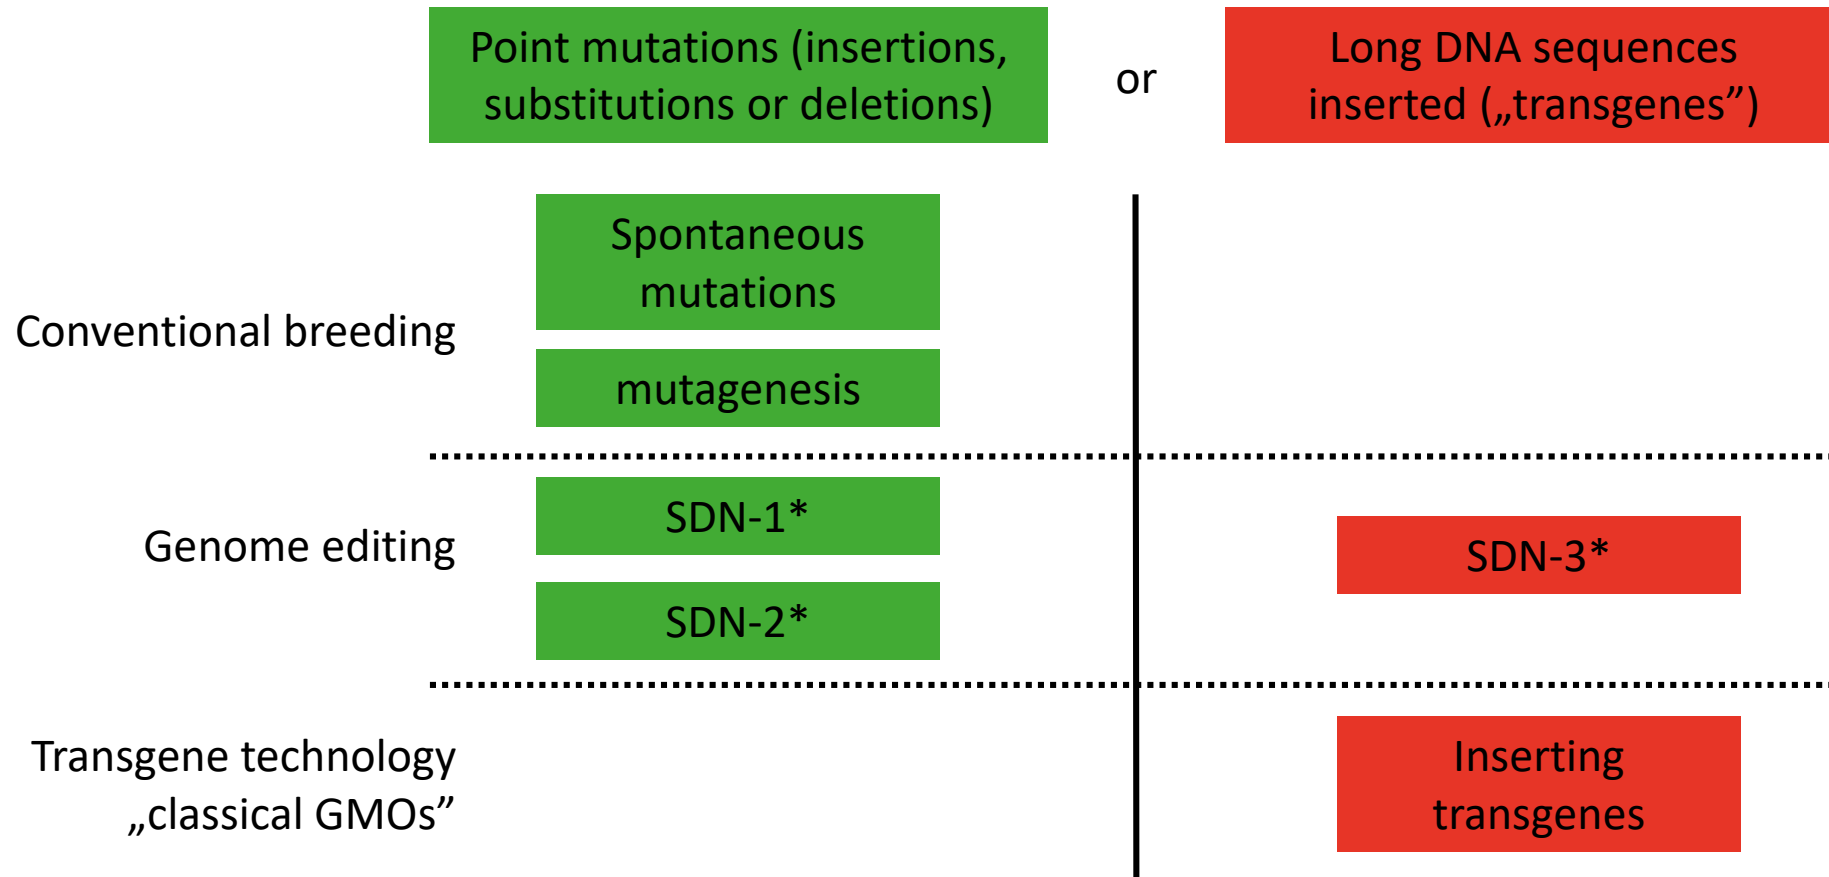 Point mutations (insertions,
substitutions or deletions)
or
Long DNA sequences
inserted („transgenes”)
Conventional breeding
Spontaneous
mutations
mutagenesis
Genome editing
SDN-1*
SDN-2*
SDN-3*
Transgene technology
„classical GMOs”
Inserting
transgenes